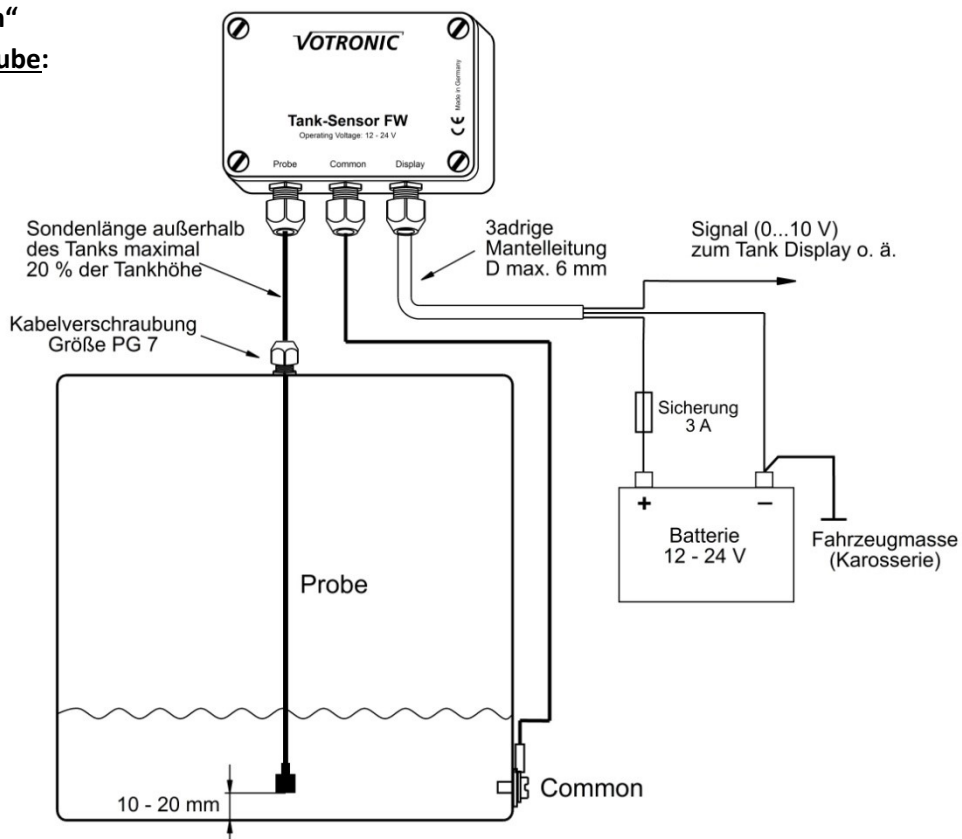 ube:
VOTRONIC
Made in Germany
CE
Tank-Sensor FW
Operating Voltage: 12 - 24 V
Probe Common Display
Sondenlänge außerhalb
des Tanks maximal
20 % der Tankhöhe
3adrige
Mantelleitung
D max. 6 mm
Signal (0...10 V)
zum Tank Display o. ä.
Kabelverschraubung
Größe PG 7
Sicherung
3 A
+ –
Batterie
12 - 24 V
Fahrzeugmasse
(Karosserie)
Probe
10 - 20 mm
Common